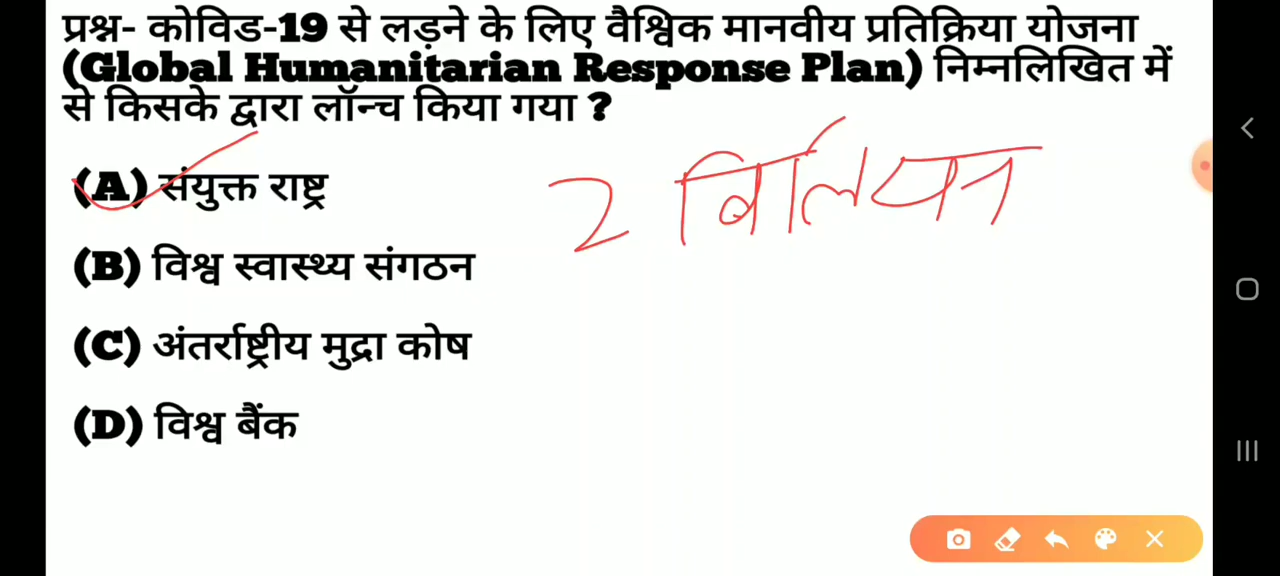 प्रश्न- कोविड-19 से लड़ने के लिए वैश्विक मानवीय प्रतिक्रिया योजना
(Global Humanitarian Response Plan) निम्नलिखित में
से किसके द्वारा लॉन्च किया गया ?
(A) संयुक्त राष्ट्र
2 बिलियन
(B) विश्व स्वास्थ्य संगठन
(C) अंतर्राष्ट्रीय मुद्रा कोष
(D) विश्व बैंक